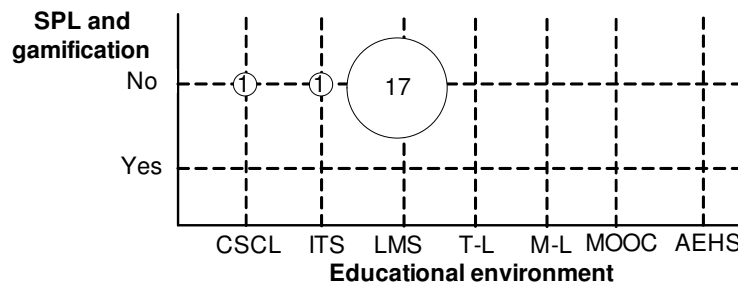 SPL and
gamification
No
1
1
17
Yes
CSCL ITS LMS T-L M-L MOOC AEHS
Educational environment